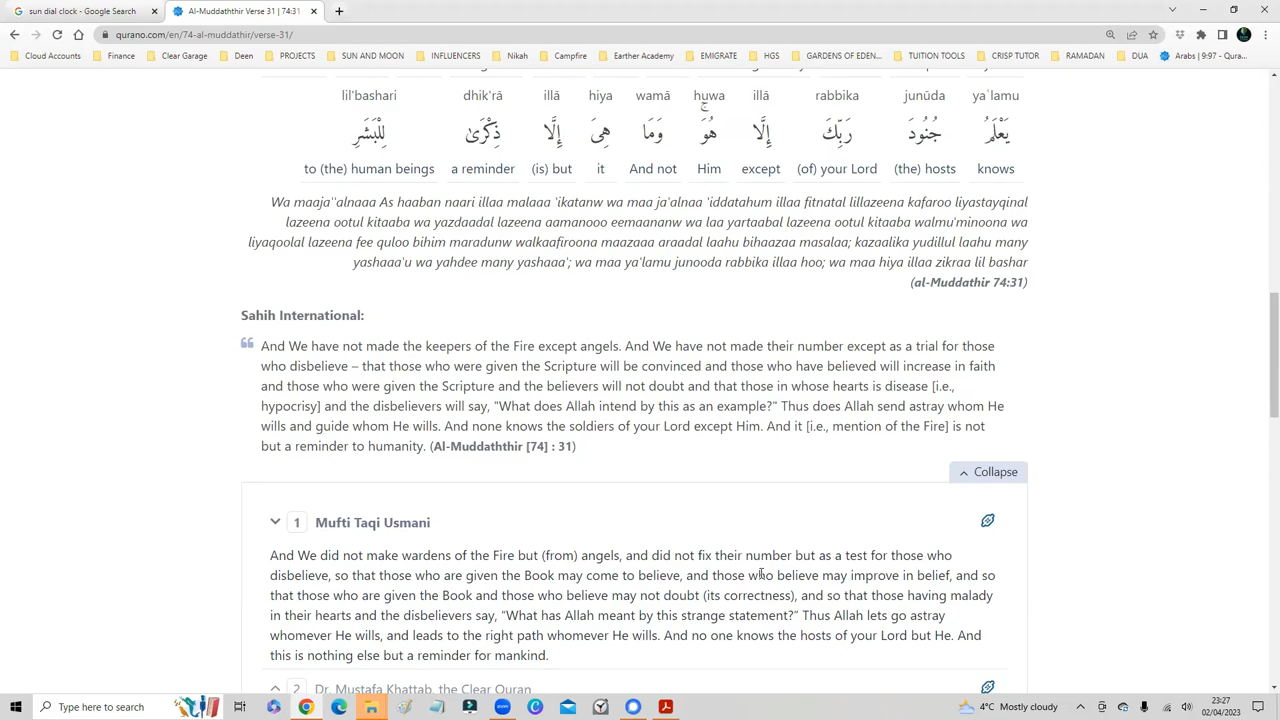 sun dial clock - Google Search
Al-Muddaththir Verse 31 | 74:31
qurano.com/en/74-al-muddathir/verse-31/
Cloud Accounts Finance Clear Garage Deen PROJECTS SUN AND MOON INFLUENCERS Nikah Campfire Earther Academy EMIGRATE HGS GARDENS OF EDEN... TUITION TOOLS CRISP TUTOR RAMADAN DUA Arabs | 9:97 - Qura...
lil'bashari dhik'rā illā hiya wamā huwa illā rabbika junūda yaʿlamu
يَعْلَمُ جُنُودَ رَبِّكَ إِلَّا هُوَۚ وَمَا هِىَ إِلَّا ذِكْرَىٰ لِلْبَشَرِ
to (the) human beings a reminder (is) but it And not Him except (of) your Lord (the) hosts knows
Wa maaja''alnaaa As haaban naari illaa malaaa 'ikatanw wa maa ja'alnaa 'iddatahum illaa fitnatal lillazeena kafaroo liyastayqinal
lazeena ootul kitaaba wa yazdaadal lazeena aamanooo eemaananw wa laa yartaabal lazeena ootul kitaaba walmu'minoona wa
liyaqoolal lazeena fee quloo bihim maradunw walkaafiroona maazaaa araadal laahu bihaazaa masalaa; kazaalika yudillul laahu many
yashaaa'u wa yahdee many yashaaa'; wa maa ya'lamu junooda rabbika illaa hoo; wa maa hiya illaa zikraa lil bashar
(al-Muddathir 74:31)
Sahih International:
And We have not made the keepers of the Fire except angels. And We have not made their number except as a trial for those
who disbelieve – that those who were given the Scripture will be convinced and those who have believed will increase in faith
and those who were given the Scripture and the believers will not doubt and that those in whose hearts is disease [i.e.,
hypocrisy] and the disbelievers will say, "What does Allah intend by this as an example?" Thus does Allah send astray whom He
wills and guide whom He wills. And none knows the soldiers of your Lord except Him. And it [i.e., mention of the Fire] is not
but a reminder to humanity. (Al-Muddaththir [74] : 31)
Collapse
1 Mufti Taqi Usmani
And We did not make wardens of the Fire but (from) angels, and did not fix their number but as a test for those who
disbelieve, so that those who are given the Book may come to believe, and those who believe may improve in belief, and so
that those who are given the Book and those who believe may not doubt (its correctness), and so that those having malady
in their hearts and the disbelievers say, "What has Allah meant by this strange statement?" Thus Allah lets go astray
whomever He wills, and leads to the right path whomever He wills. And no one knows the hosts of your Lord but He. And
this is nothing else but a reminder for mankind.
2 Dr. Mustafa Khattab, the Clear Quran
Type here to search
4°C Mostly cloudy
23:27
02/04/2023